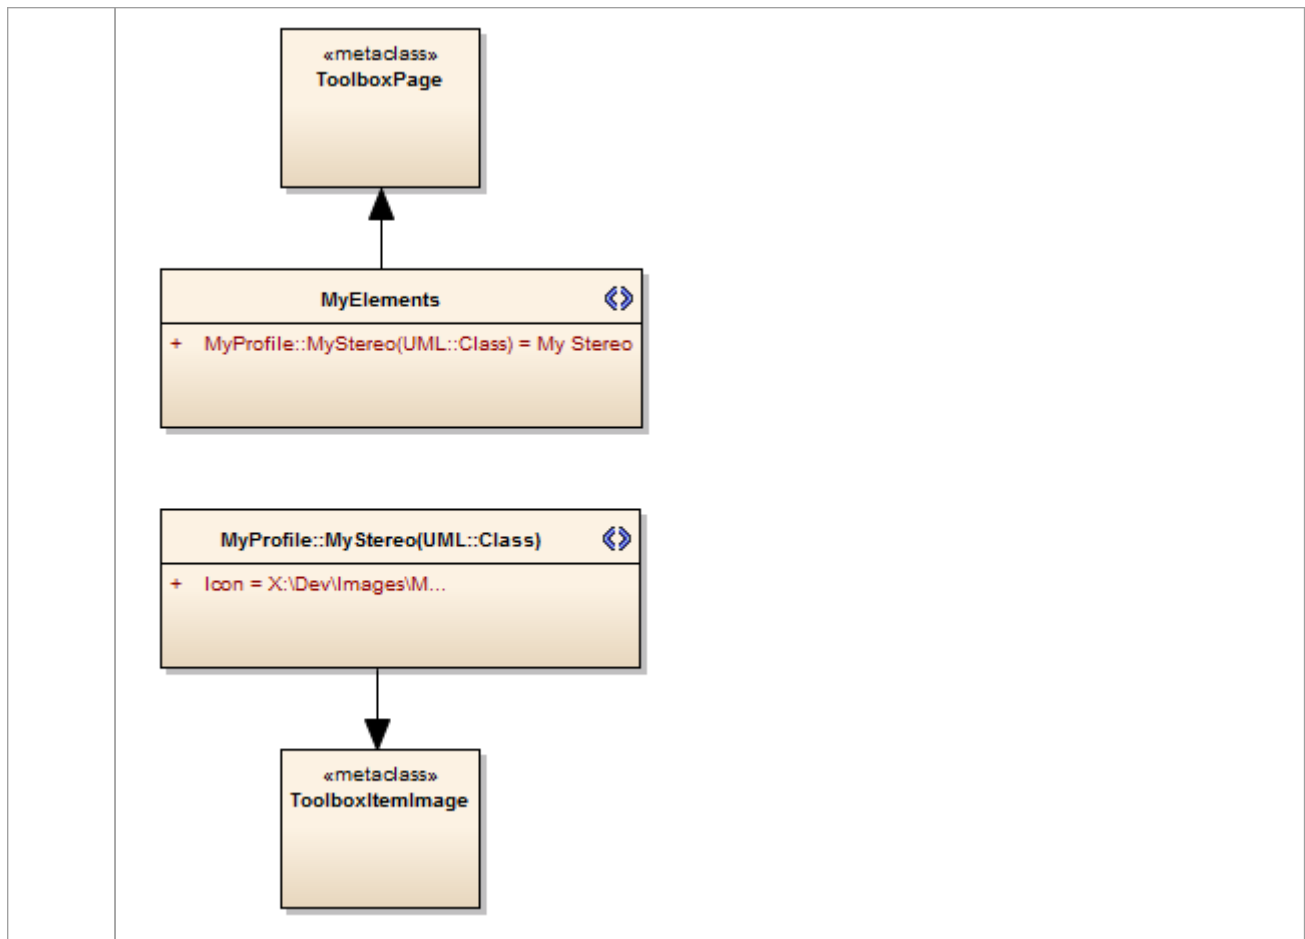 «metaclass»
ToolboxPage
MyElements
+ MyProfile::MyStereo(UML::Class) = My Stereo
MyProfile::MyStereo(UML::Class)
+ Icon = X:\Dev\Images\M...
«metaclass»
ToolboxItemImage